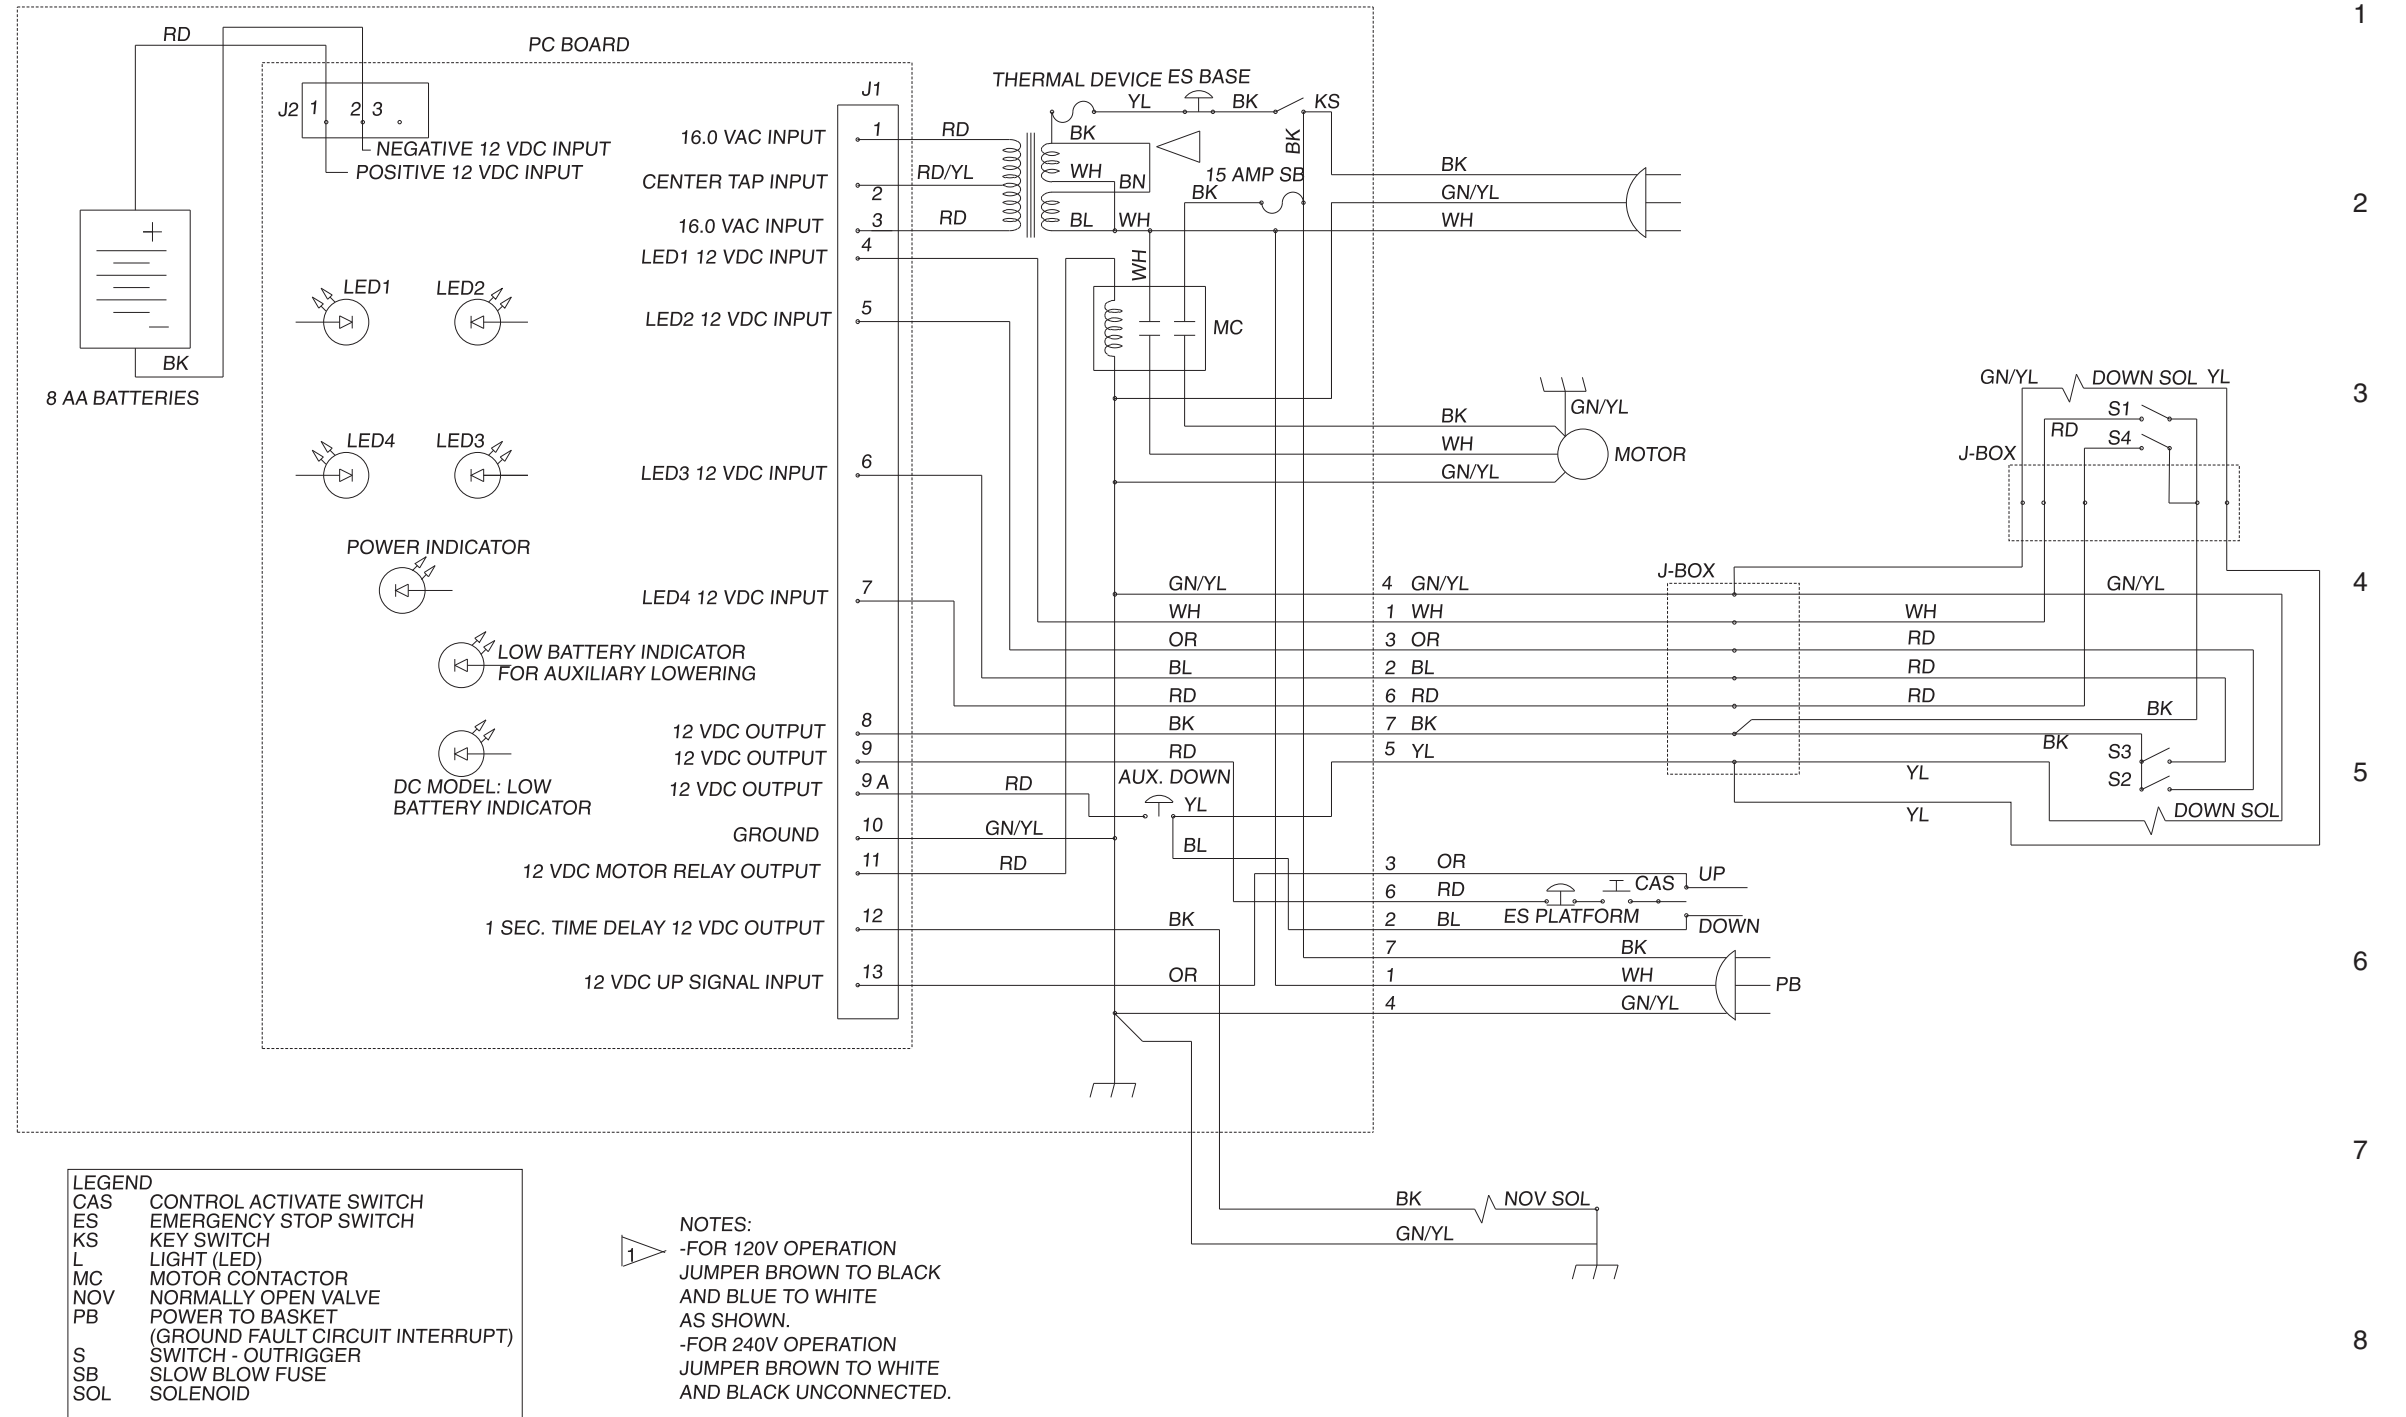 1
RD
PC BOARD
J1
THERMAL DEVICE ES BASE
J2 1 2 3
YL BK KS
1
16.0 VAC INPUT
RD
BK
BK
NEGATIVE 12 VDC INPUT
POSITIVE 12 VDC INPUT
CENTER TAP INPUT
2
RD/YL
WH
BN
15 AMP SB
BK
BK
GN/YL
WH
2
16.0 VAC INPUT
3
RD
BL
WH
LED1 12 VDC INPUT
4
WH
LED1
LED2
LED2 12 VDC INPUT
5
MC
BK
8 AA BATTERIES
GN/YL
DOWN SOL
YL
3
S1
RD
S4
J-BOX
GN/YL
BK
WH
MOTOR
GN/YL
LED4
LED3
LED3 12 VDC INPUT
6
POWER INDICATOR
J-BOX
LED4 12 VDC INPUT
7
GN/YL 4 GN/YL GN/YL
4
WH 1 WH WH
OR 3 OR RD
BL 2 BL RD
RD 6 RD RD
LOW BATTERY INDICATOR
FOR AUXILIARY LOWERING
12 VDC OUTPUT
8
BK 7 BK BK
12 VDC OUTPUT
9
RD 5 YL
BK
S3
YL
S2
5
DC MODEL: LOW
BATTERY INDICATOR
12 VDC OUTPUT
9 A
RD
AUX. DOWN
YL
YL
DOWN SOL
GROUND
10
GN/YL
BL
12 VDC MOTOR RELAY OUTPUT
11
RD
3 OR
UP
6 RD
CAS
ES PLATFORM
2 BL
DOWN
1 SEC. TIME DELAY 12 VDC OUTPUT
12
BK
7 BK
6
12 VDC UP SIGNAL INPUT
13
OR
1 WH
PB
4 GN/YL
7
BK
NOV SOL
GN/YL
LEGEND
CAS CONTROL ACTIVATE SWITCH
ES EMERGENCY STOP SWITCH
KS KEY SWITCH
L LIGHT (LED)
MC MOTOR CONTACTOR
NOV NORMALLY OPEN VALVE
PB POWER TO BASKET
(GROUND FAULT CIRCUIT INTERRUPT)
S SWITCH - OUTRIGGER
SB SLOW BLOW FUSE
SOL SOLENOID
1
NOTES:
-FOR 120V OPERATION
JUMPER BROWN TO BLACK
AND BLUE TO WHITE
AS SHOWN.
-FOR 240V OPERATION
JUMPER BROWN TO WHITE
AND BLACK UNCONNECTED.
8